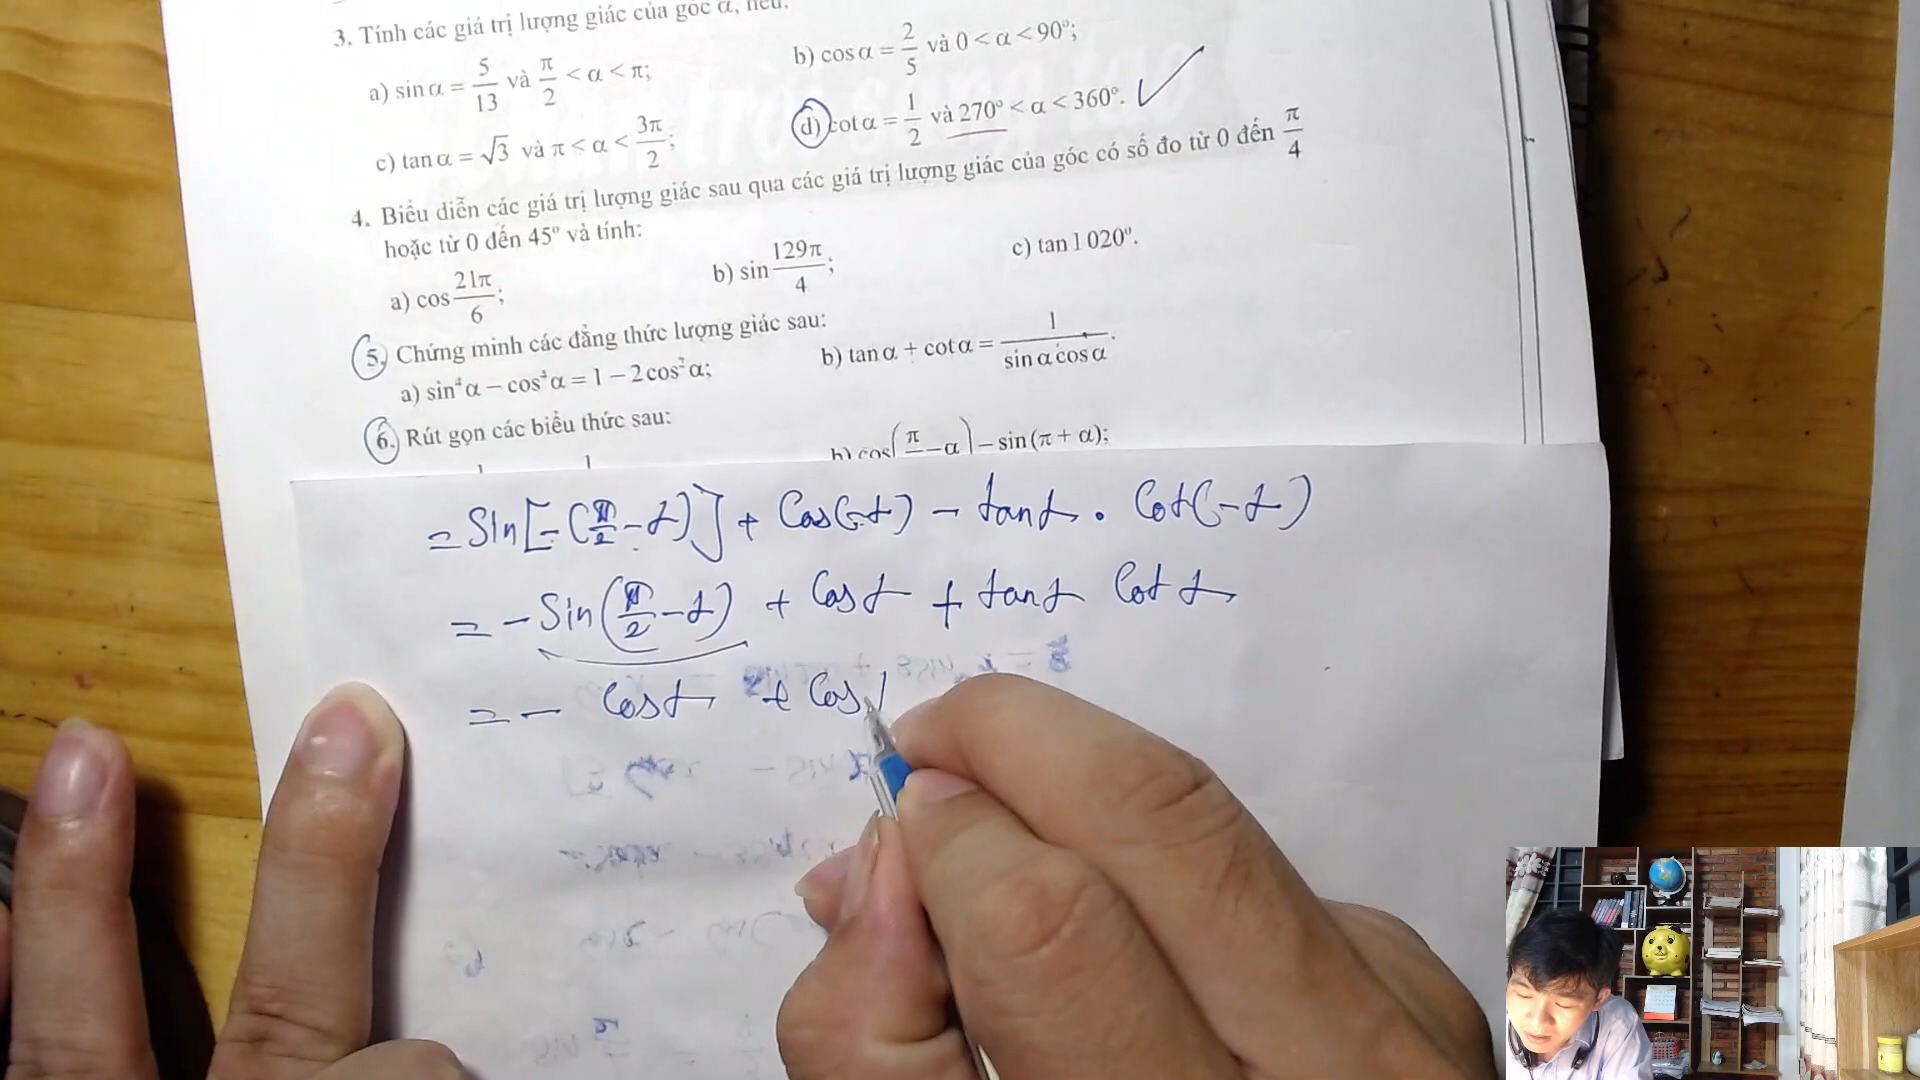 3. Tính các giá trị lượng giác của góc α, nếu:
a) sin α = 5/13 và π/2 < α < π;
b) cos α = 2/5 và 0 < α < 90°;
c) tan α = √3 và π < α < 3π/2;
d) cot α = 1/2 và 270° < α < 360°.
4. Biểu diễn các giá trị lượng giác sau qua các giá trị lượng giác của góc có số đo từ 0 đến π/4
hoặc từ 0 đến 45° và tính:
a) cos 21π/6;
b) sin 129π/4;
c) tan 1 020°.
5. Chứng minh các đẳng thức lượng giác sau:
a) sin⁴α − cos⁴α = 1 − 2cos²α;
b) tan α + cot α = 1/(sin α cos α).
6. Rút gọn các biểu thức sau:
b) cos(π/ − α) − sin(π + α);
= Sin[−(π/2 − α)] + Cos(−α) − tanα . Cot(−α)
= − Sin(π/2 − α) + Cosα + tanα Cotα
= − Cosα + Cos